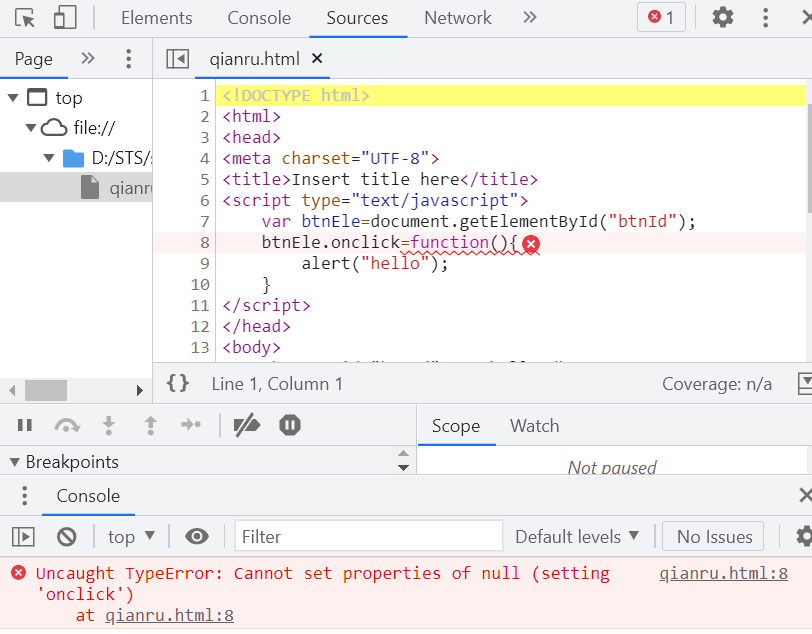 Elements Console Sources Network
1
Page
qianru.html
top
file://
D:/STS/
qianru
1 <!DOCTYPE html>
2 <html>
3 <head>
4 <meta charset="UTF-8">
5 <title>Insert title here</title>
6 <script type="text/javascript">
7 var btnEle=document.getElementById("btnId");
8 btnEle.onclick=function(){
9 alert("hello");
10 }
11 </script>
12 </head>
13 <body>
{} Line 1, Column 1 Coverage: n/a
Scope Watch
Breakpoints
Not paused
Console
top Filter Default levels No Issues
Uncaught TypeError: Cannot set properties of null (setting qianru.html:8
'onclick')
at qianru.html:8